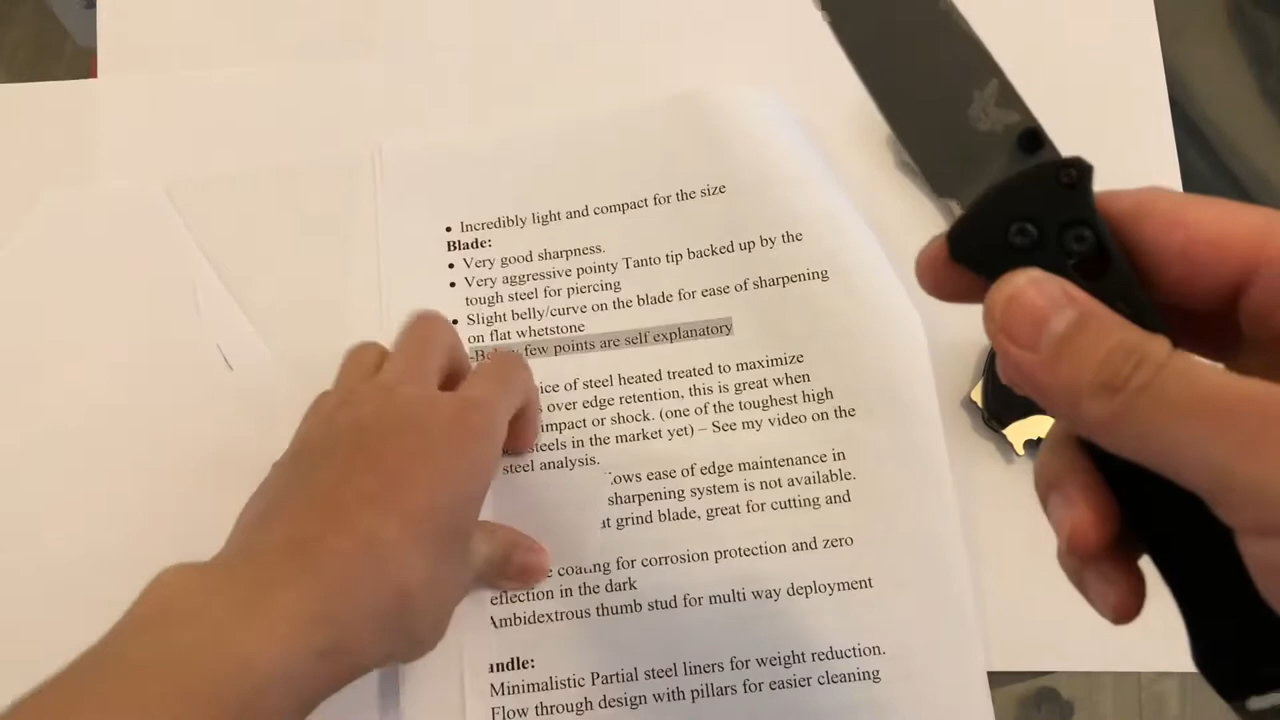 • Incredibly light and compact for the size
Blade:
• Very good sharpness.
• Very aggressive pointy Tanto tip backed up by the
tough steel for piercing
• Slight belly/curve on the blade for ease of sharpening
on flat whetstone
few points are self explanatory
of steel heated treated to maximize
over edge retention, this is great when
impact or shock. (one of the toughest high
steels in the market yet) – See my video on the
steel analysis.
ease of edge maintenance in
sharpening system is not available.
grind blade, great for cutting and
coating for corrosion protection and zero
in the dark
thumb stud for multi way deployment
Minimalistic Partial steel liners for weight reduction.
Flow through design with pillars for easier cleaning